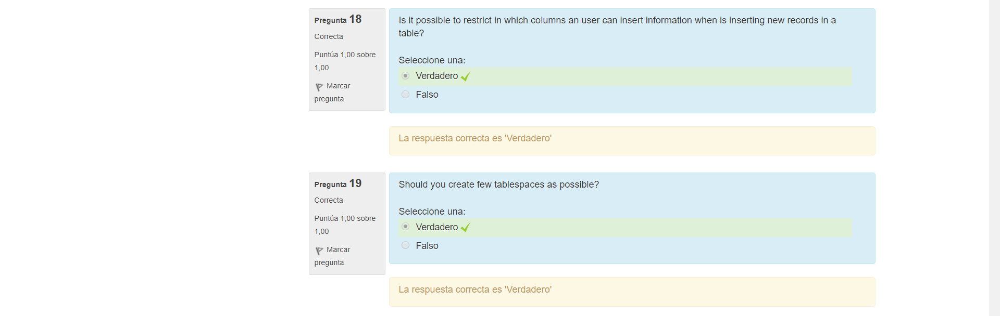 Pregunta 18
Correcta
Puntúa 1,00 sobre
1,00
Marcar
pregunta
Is it possible to restrict in which columns an user can insert information when is inserting new records in a
table?
Seleccione una:
Verdadero
Falso
La respuesta correcta es 'Verdadero'
Pregunta 19
Correcta
Puntúa 1,00 sobre
1,00
Marcar
pregunta
Should you create few tablespaces as possible?
Seleccione una:
Verdadero
Falso
La respuesta correcta es 'Verdadero'